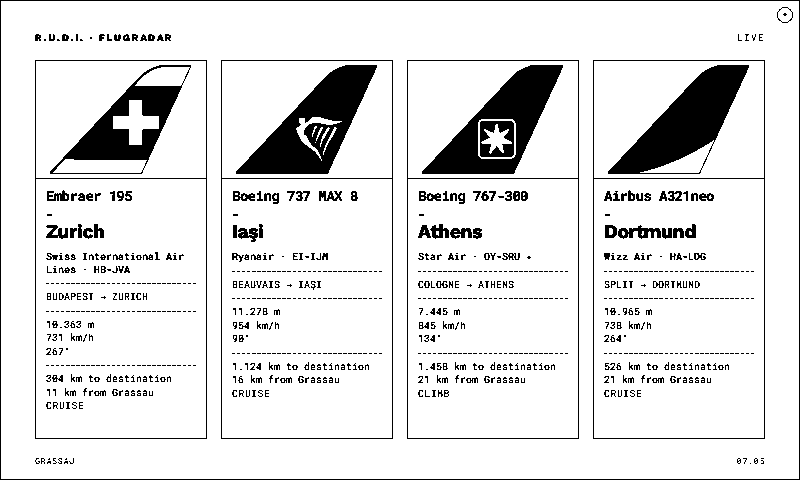 R.U.D.I. · FLUGRADAR
LIVE
Embraer 195
–
Zurich
Swiss International Air
Lines · HB-JVA
BUDAPEST → ZURICH
10.363 m
731 km/h
267°
304 km to destination
11 km from Grassau
CRUISE
Boeing 737 MAX 8
–
Iaşi
Ryanair · EI-IJM
BEAUVAIS → IAŞI
11.278 m
954 km/h
90°
1.124 km to destination
16 km from Grassau
CRUISE
Boeing 767-300
–
Athens
Star Air · OY-SRU ✦
COLOGNE → ATHENS
7.445 m
845 km/h
134°
1.458 km to destination
21 km from Grassau
CLIMB
Airbus A321neo
–
Dortmund
Wizz Air · HA-LDG
SPLIT → DORTMUND
10.965 m
738 km/h
264°
526 km to destination
21 km from Grassau
CRUISE
GRASSAU
07:05